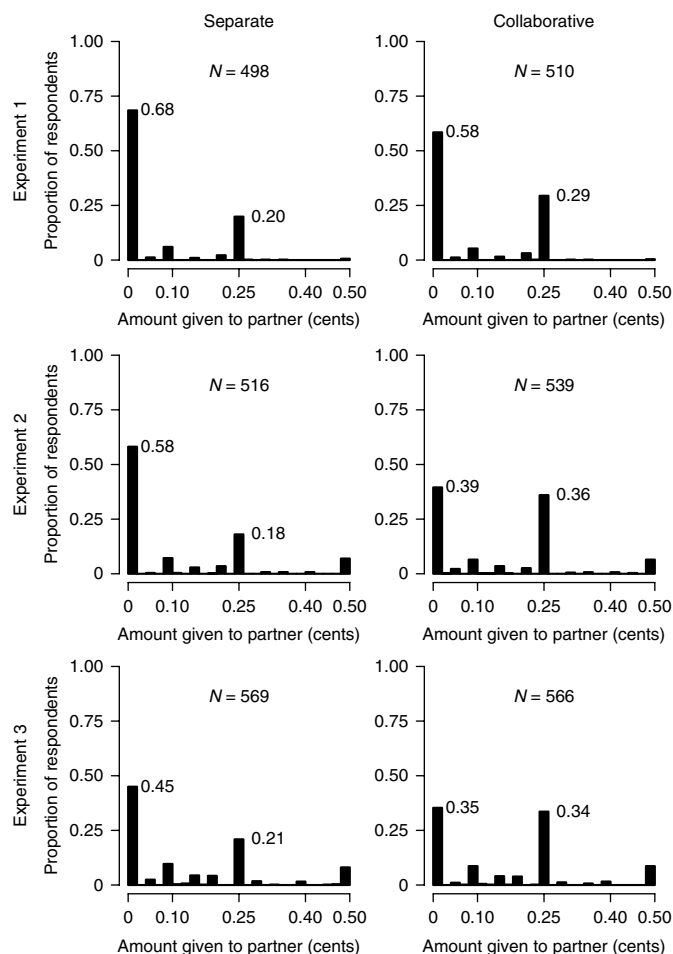 Separate
Collaborative
Experiment 1
Proportion of respondents
1.00
0.75
0.50
0.25
0
N = 498
0.68
0.20
0 0.10 0.25 0.40 0.50
Amount given to partner (cents)
1.00
0.75
0.50
0.25
0
N = 510
0.58
0.29
0 0.10 0.25 0.40 0.50
Amount given to partner (cents)
Experiment 2
Proportion of respondents
1.00
0.75
0.50
0.25
0
N = 516
0.58
0.18
0 0.10 0.25 0.40 0.50
Amount given to partner (cents)
1.00
0.75
0.50
0.25
0
N = 539
0.39
0.36
0 0.10 0.25 0.40 0.50
Amount given to partner (cents)
Experiment 3
Proportion of respondents
1.00
0.75
0.50
0.25
0
N = 569
0.45
0.21
0 0.10 0.25 0.40 0.50
Amount given to partner (cents)
1.00
0.75
0.50
0.25
0
N = 566
0.35
0.34
0 0.10 0.25 0.40 0.50
Amount given to partner (cents)